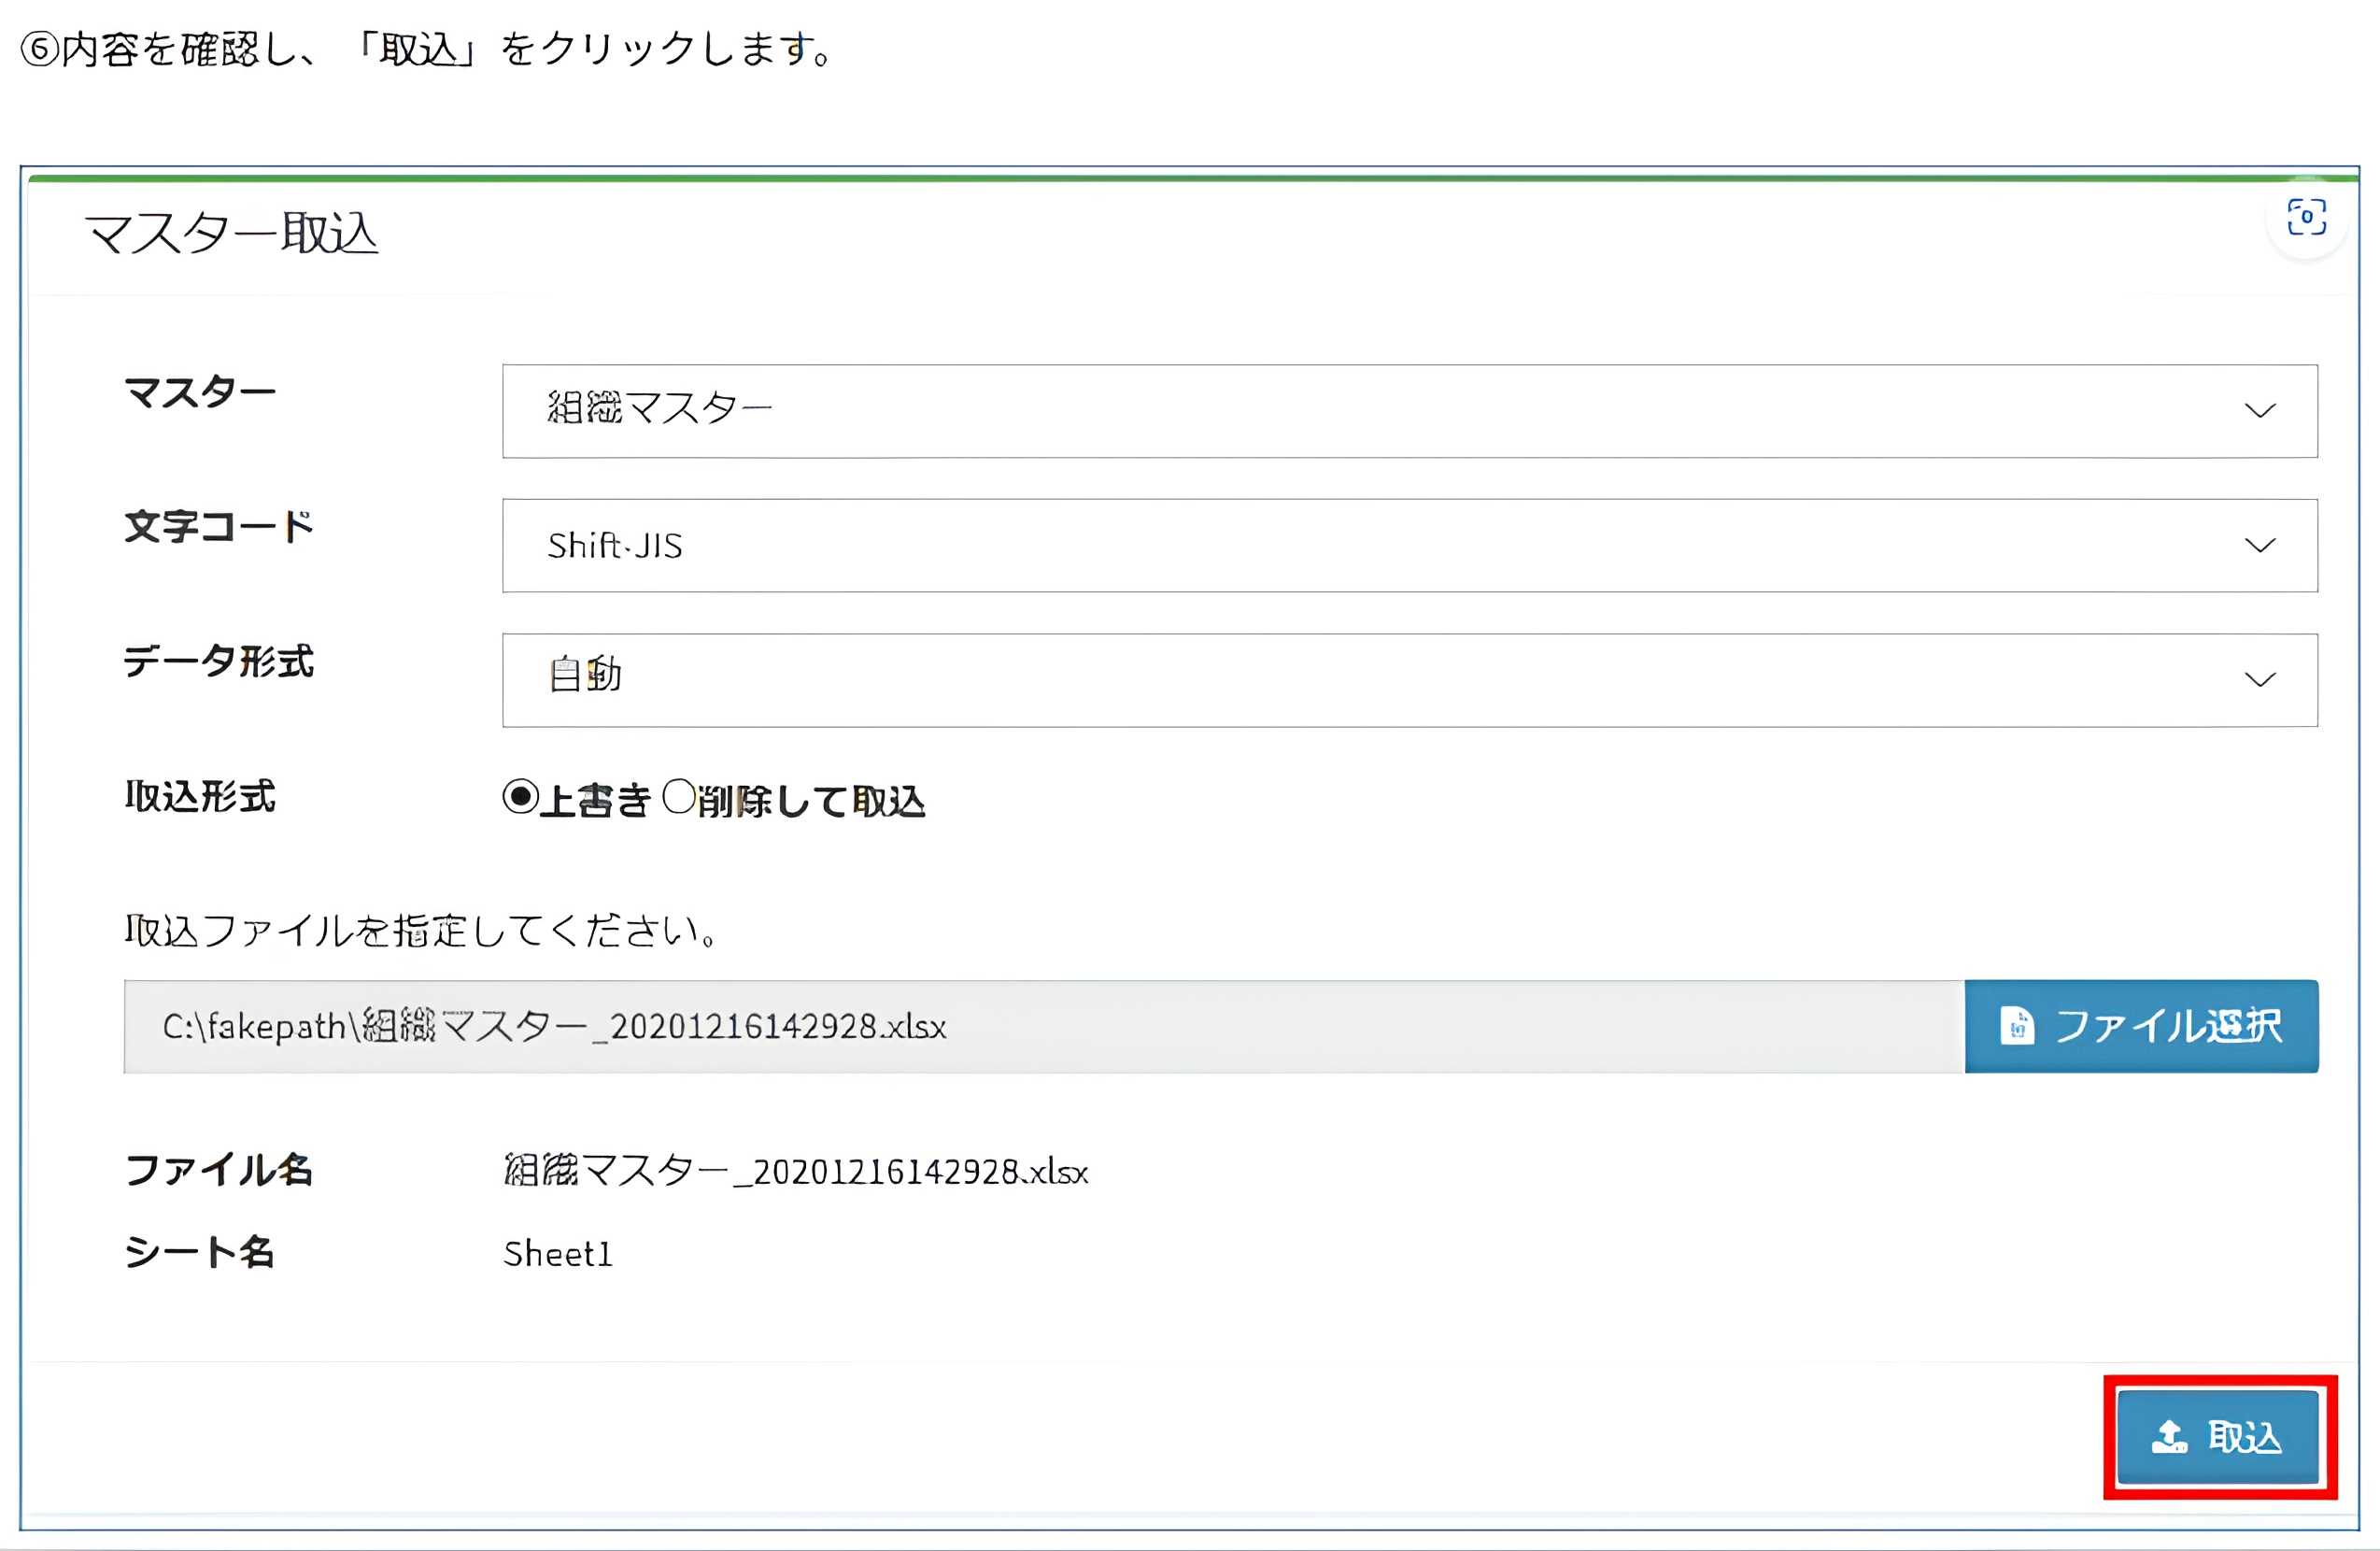 ⑥内容を確認し、「取込」をクリックします。
マスター取込
マスター 組織マスター
文字コード Shift-JIS
データ形式 自動
取込形式 上書き 削除して取込
取込ファイルを指定してください。
C:\fakepath\組織マスター_20201216142928.xlsx ファイル選択
ファイル名 組織マスター_20201216142928.xlsx
シート名 Sheet1
取込